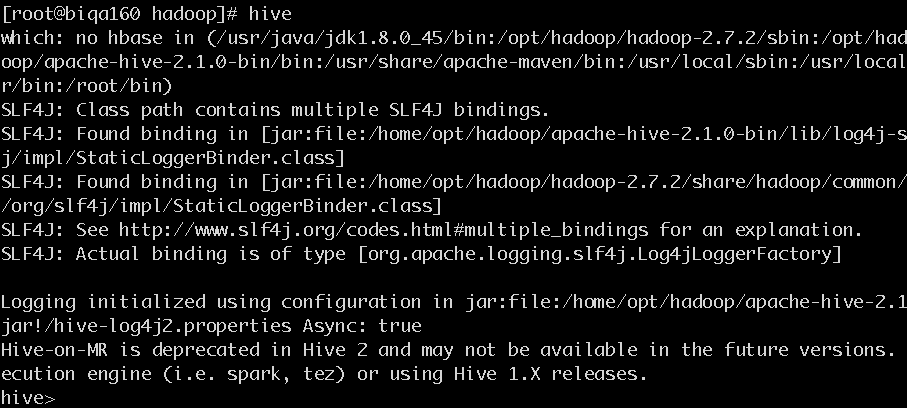 [root@biqa160 hadoop]# hive
which: no hbase in (/usr/java/jdk1.8.0_45/bin:/opt/hadoop/hadoop-2.7.2/sbin:/opt/had
oop/apache-hive-2.1.0-bin/bin:/usr/share/apache-maven/bin:/usr/local/sbin:/usr/local
r/bin:/root/bin)
SLF4J: Class path contains multiple SLF4J bindings.
SLF4J: Found binding in [jar:file:/home/opt/hadoop/apache-hive-2.1.0-bin/lib/log4j-s
j/impl/StaticLoggerBinder.class]
SLF4J: Found binding in [jar:file:/home/opt/hadoop/hadoop-2.7.2/share/hadoop/common/
/org/slf4j/impl/StaticLoggerBinder.class]
SLF4J: See http://www.slf4j.org/codes.html#multiple_bindings for an explanation.
SLF4J: Actual binding is of type [org.apache.logging.slf4j.Log4jLoggerFactory]
Logging initialized using configuration in jar:file:/home/opt/hadoop/apache-hive-2.1
jar!/hive-log4j2.properties Async: true
Hive-on-MR is deprecated in Hive 2 and may not be available in the future versions.
ecution engine (i.e. spark, tez) or using Hive 1.X releases.
hive>